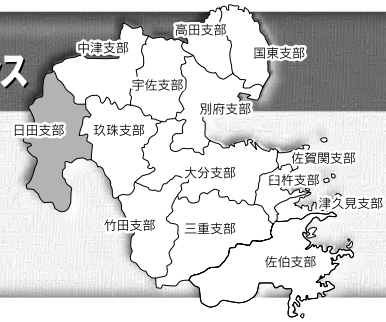 高田支部
中津支部
国東支部
ンス
宇佐支部
別府支部
日田支部
玖珠支部
佐賀関支部
大分支部
臼杵支部
津久見支部
竹田支部
三重支部
佐伯支部